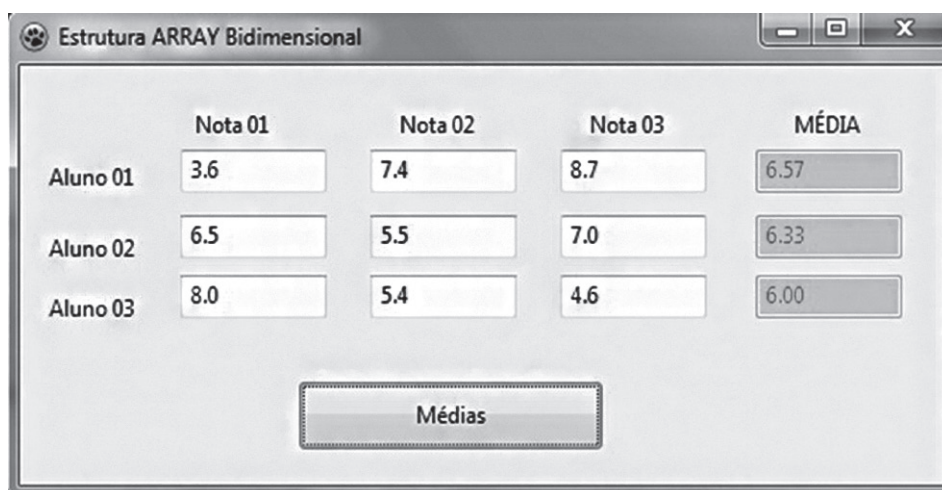 Estrutura ARRAY Bidimensional
Nota 01 Nota 02 Nota 03 MÉDIA
Aluno 01 3.6 7.4 8.7 6.57
Aluno 02 6.5 5.5 7.0 6.33
Aluno 03 8.0 5.4 4.6 6.00
Médias